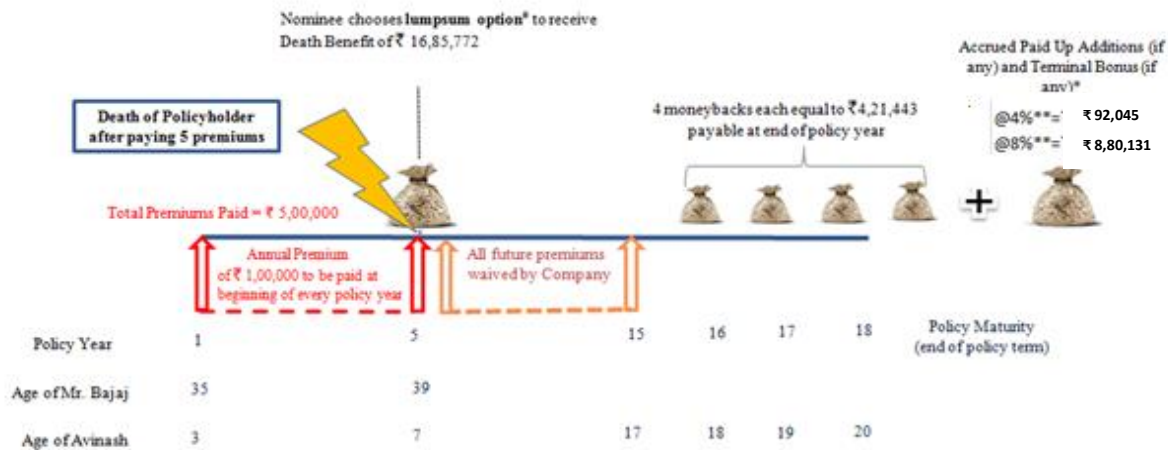 Nominee chooses lumpsum option# to receive
Death Benefit of ₹ 16,85,772
Accrued Paid Up Additions (if
any) and Terminal Bonus (if
any)*
@4%**=` ₹ 92,045
@8%**=` ₹ 8,80,131
Death of Policyholder
after paying 5 premiums
4 moneybacks each equal to ₹4,21,443
payable at end of policy year
Total Premiums Paid = ₹ 5,00,000
+
Annual Premium
of ₹ 1,00,000 to be paid at
beginning of every policy year
All future premiums
waived by Company
Policy Year 1 5 15 16 17 18 Policy Maturity
(end of policy term)
Age of Mr. Bajaj 35 39
Age of Avinash 3 7 17 18 19 20